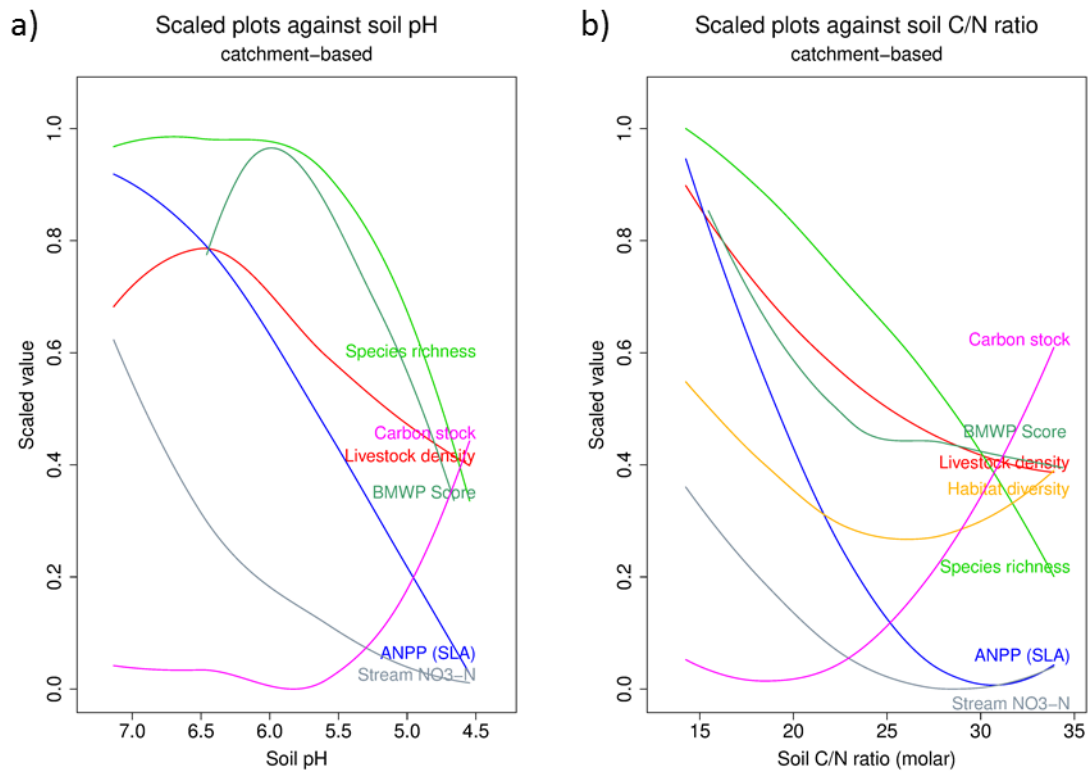 a)
Scaled plots against soil pH
catchment−based
Scaled value
1.0
0.8
0.6
0.4
0.2
0.0
Species richness
Carbon stock
Livestock density
BMWP Score
ANPP (SLA)
Stream NO3−N
7.0 6.5 6.0 5.5 5.0 4.5
Soil pH
b)
Scaled plots against soil C/N ratio
catchment−based
Scaled value
1.0
0.8
0.6
0.4
0.2
0.0
Carbon stock
BMWP Score
Livestock density
Habitat diversity
Species richness
ANPP (SLA)
Stream NO3−N
15 20 25 30 35
Soil C/N ratio (molar)